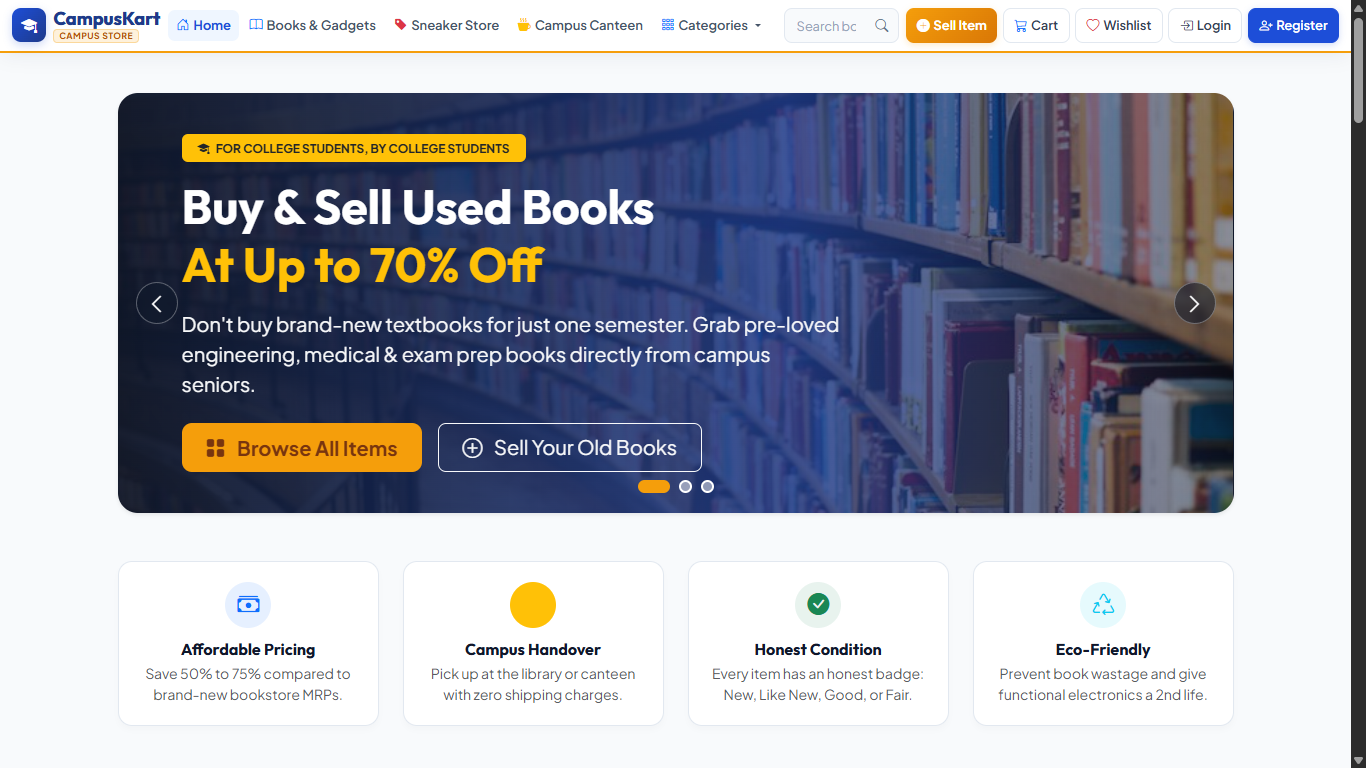 CampusKart
CAMPUS STORE
Home
Books & Gadgets
Sneaker Store
Campus Canteen
Categories
Search
Sell Item
Cart
Wishlist
Login
Register
FOR COLLEGE STUDENTS, BY COLLEGE STUDENTS
Buy & Sell Used Books
At Up to 70% Off
Don't buy brand-new textbooks for just one semester. Grab pre-loved
engineering, medical & exam prep books directly from campus
seniors.
Browse All Items
Sell Your Old Books
Affordable Pricing
Save 50% to 75% compared to
brand-new bookstore MRPs.
Campus Handover
Pick up at the library or canteen
with zero shipping charges.
Honest Condition
Every item has an honest badge:
New, Like New, Good, or Fair.
Eco-Friendly
Prevent book wastage and give
functional electronics a 2nd life.